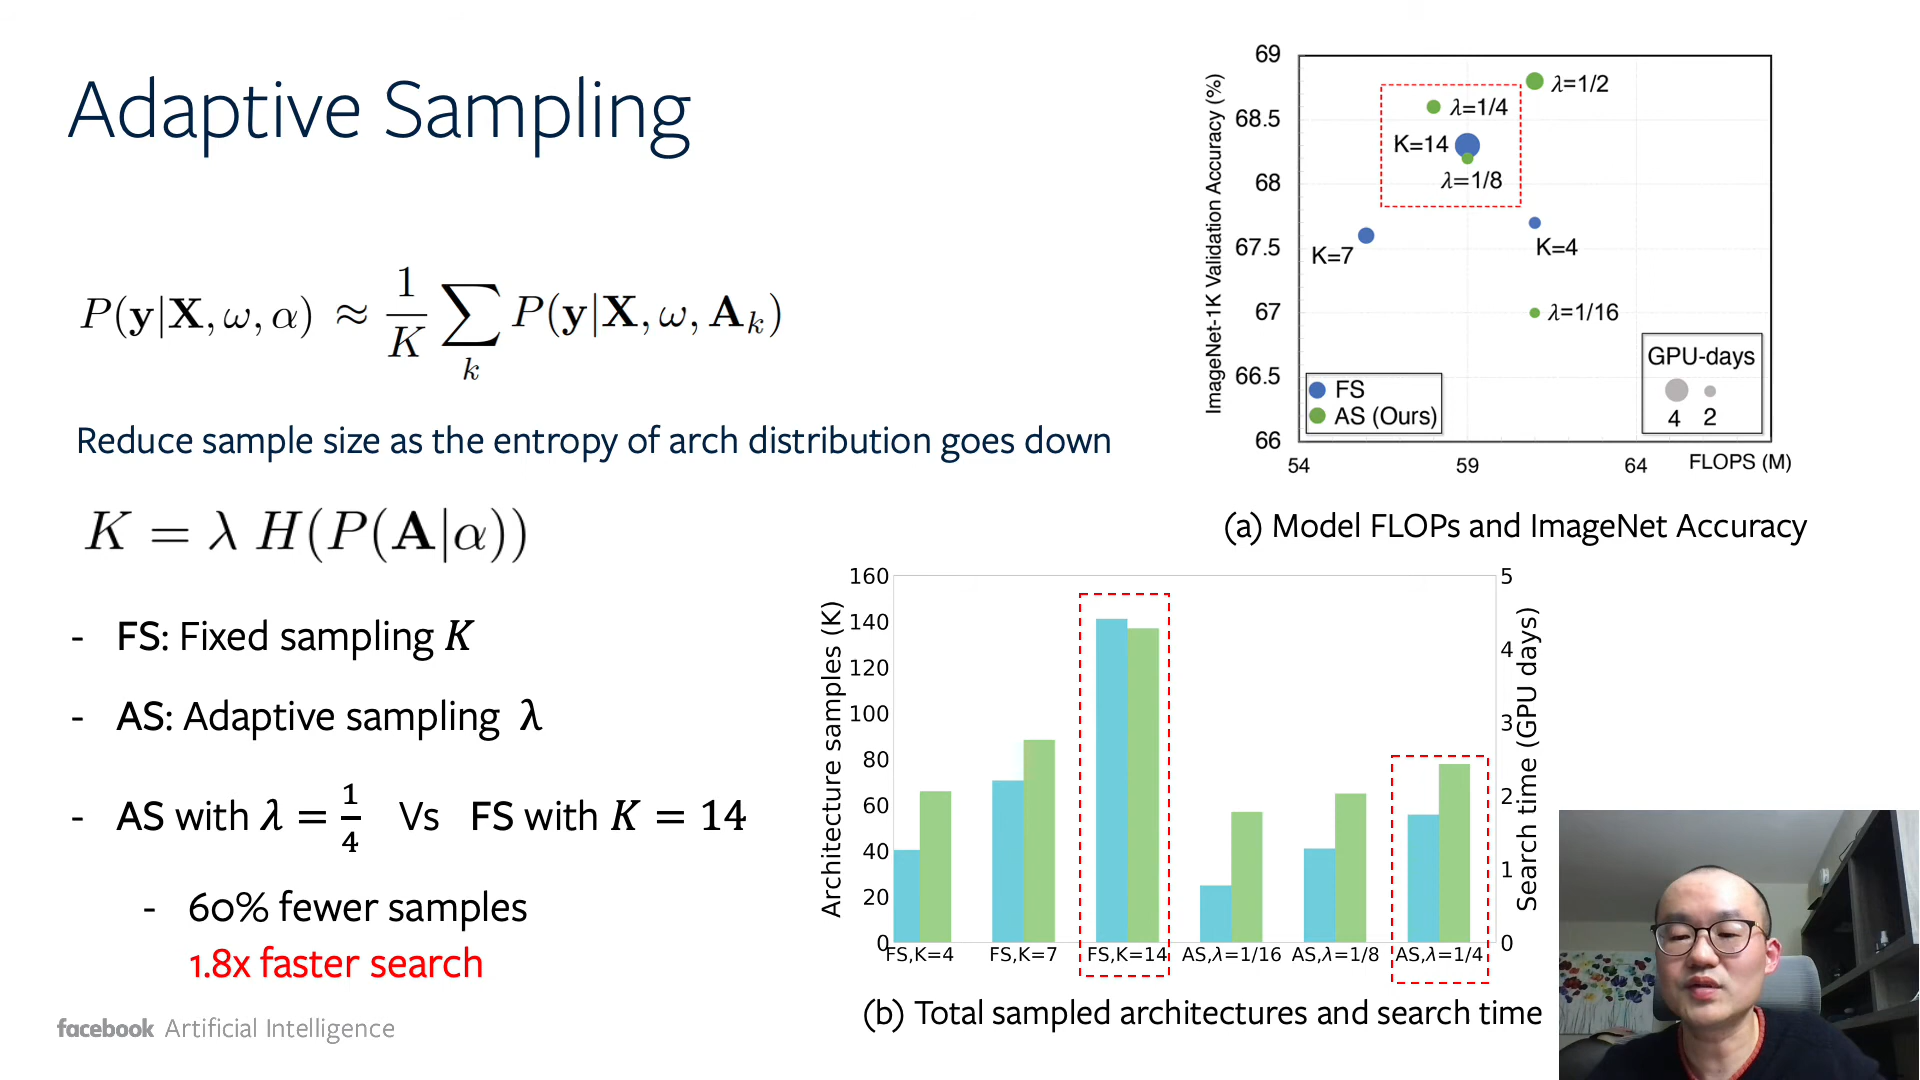 Adaptive Sampling
P(y|X, ω, α) ≈ 1/K ∑k P(y|X, ω, Ak)
Reduce sample size as the entropy of arch distribution goes down
K = λ H(P(A|α))
- FS: Fixed sampling K
- AS: Adaptive sampling λ
- AS with λ = 1/4 Vs FS with K = 14
- 60% fewer samples
1.8x faster search
facebook Artificial Intelligence
ImageNet-1K Validation Accuracy (%)
69
68.5
68
67.5
67
66.5
66
λ=1/2
λ=1/4
K=14
λ=1/8
K=7
K=4
λ=1/16
FS
AS (Ours)
GPU-days
4 2
54 59 64 FLOPS (M)
(a) Model FLOPs and ImageNet Accuracy
Architecture samples (K)
160
140
120
100
80
60
40
20
0
5
4
3
2
1
0
Search time (GPU days)
FS,K=4 FS,K=7 FS,K=14 AS,λ=1/16 AS,λ=1/8 AS,λ=1/4
(b) Total sampled architectures and search time